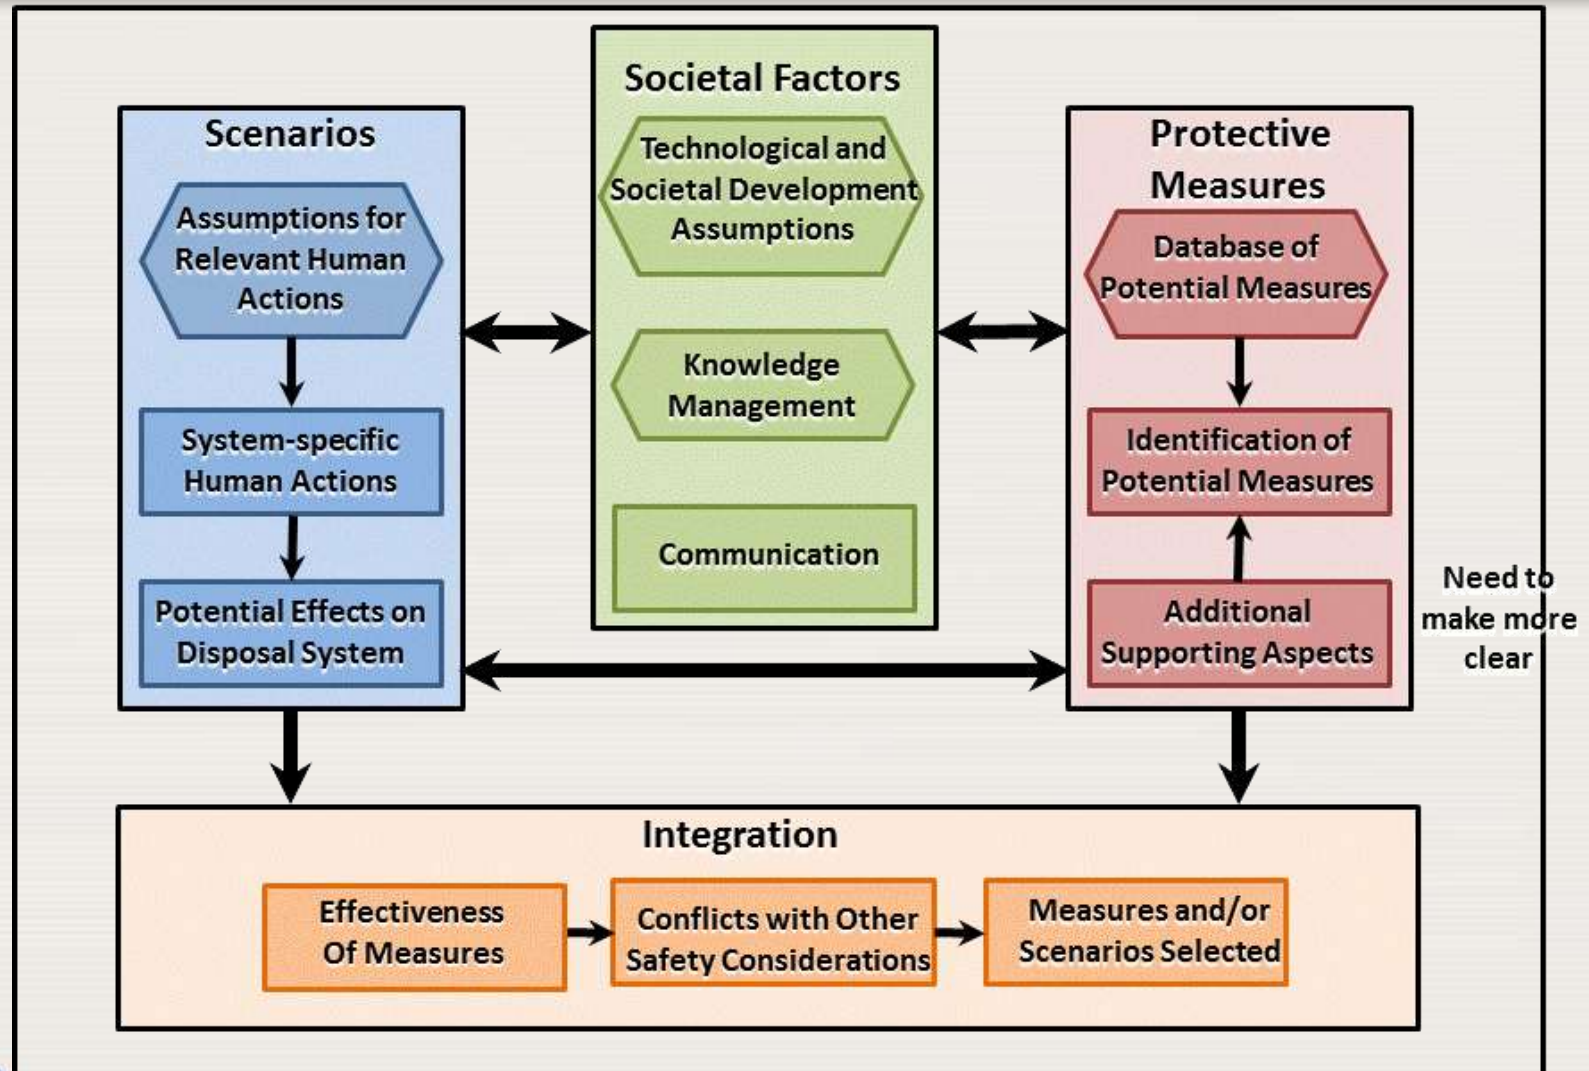 Societal Factors
Technological and
Societal Development
Assumptions
Knowledge
Management
Communication
Scenarios
Assumptions for
Relevant Human
Actions
System-specific
Human Actions
Potential Effects on
Disposal System
Protective
Measures
Database of
Potential Measures
Identification of
Potential Measures
Additional
Supporting Aspects
Need to
make more
clear
Integration
Effectiveness
Of Measures
Conflicts with Other
Safety Considerations
Measures and/or
Scenarios Selected